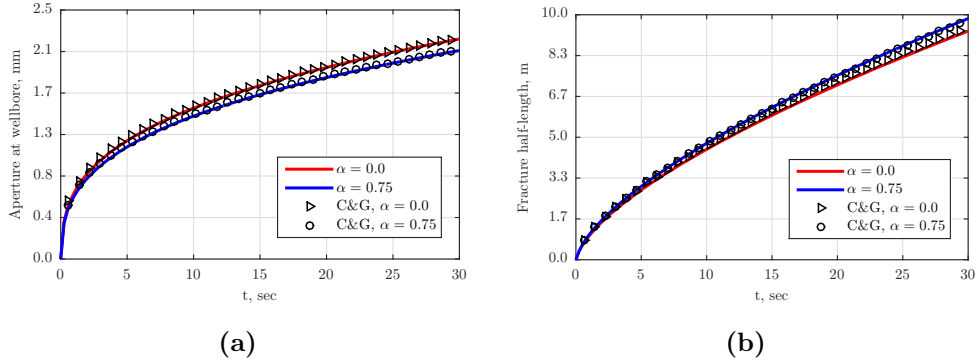 Aperture at wellbore, mm
2.5
2.1
1.7
1.3
0.8
0.4
0.0
0 5 10 15 20 25 30
t, sec
α = 0.0
α = 0.75
C&G, α = 0.0
C&G, α = 0.75
(a)
Fracture half-length, m
10.0
8.3
6.7
5.0
3.3
1.7
0.0
0 5 10 15 20 25 30
t, sec
α = 0.0
α = 0.75
C&G, α = 0.0
C&G, α = 0.75
(b)